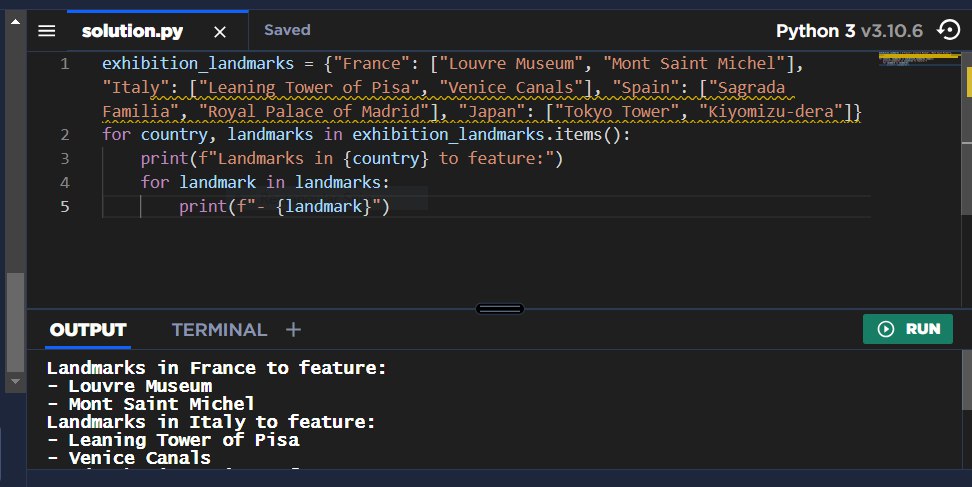 solution.py × Saved Python 3 v3.10.6
1 exhibition_landmarks = {"France": ["Louvre Museum", "Mont Saint Michel"],
"Italy": ["Leaning Tower of Pisa", "Venice Canals"], "Spain": ["Sagrada
Familia", "Royal Palace of Madrid"], "Japan": ["Tokyo Tower", "Kiyomizu-dera"]}
2 for country, landmarks in exhibition_landmarks.items():
3 print(f"Landmarks in {country} to feature:")
4 for landmark in landmarks:
5 print(f"- {landmark}")
OUTPUT TERMINAL + RUN
Landmarks in France to feature:
- Louvre Museum
- Mont Saint Michel
Landmarks in Italy to feature:
- Leaning Tower of Pisa
- Venice Canals